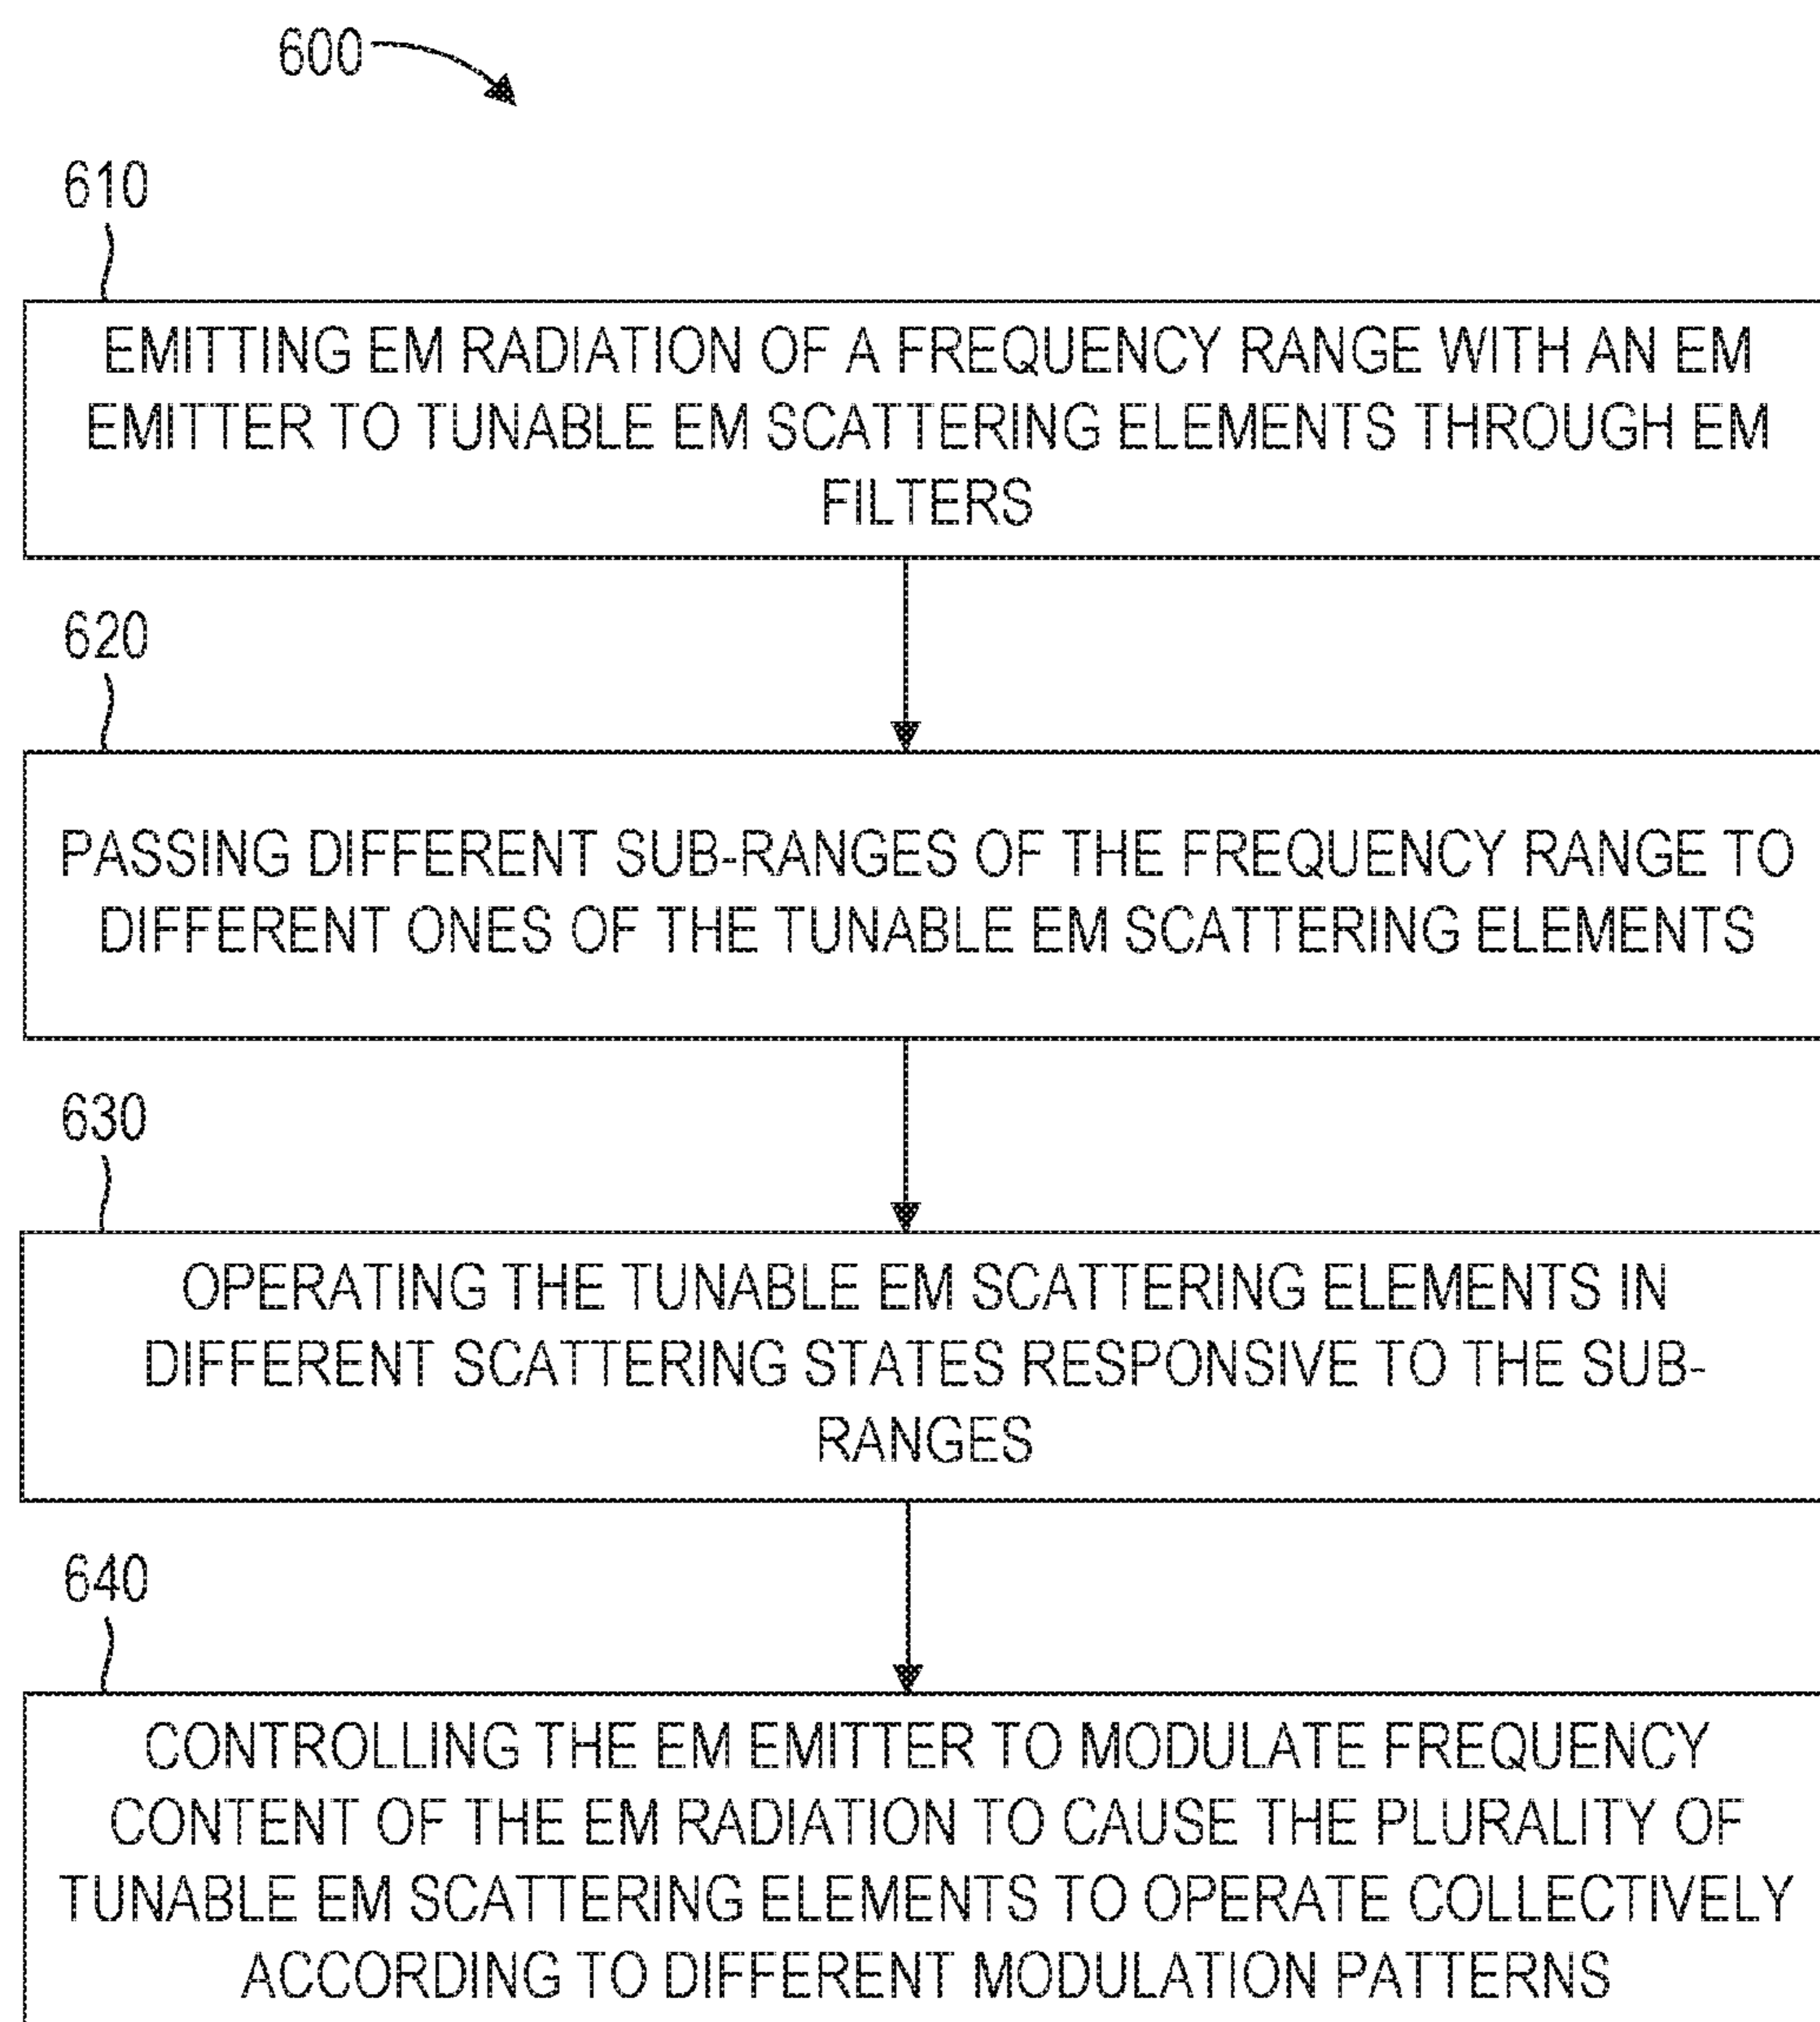 600
610
EMITTING EM RADIATION OF A FREQUENCY RANGE WITH AN EM
EMITTER TO TUNABLE EM SCATTERING ELEMENTS THROUGH EM
FILTERS
620
PASSING DIFFERENT SUB-RANGES OF THE FREQUENCY RANGE TO
DIFFERENT ONES OF THE TUNABLE EM SCATTERING ELEMENTS
630
OPERATING THE TUNABLE EM SCATTERING ELEMENTS IN
DIFFERENT SCATTERING STATES RESPONSIVE TO THE SUB-
RANGES
640
CONTROLLING THE EM EMITTER TO MODULATE FREQUENCY
CONTENT OF THE EM RADIATION TO CAUSE THE PLURALITY OF
TUNABLE EM SCATTERING ELEMENTS TO OPERATE COLLECTIVELY
ACCORDING TO DIFFERENT MODULATION PATTERNS